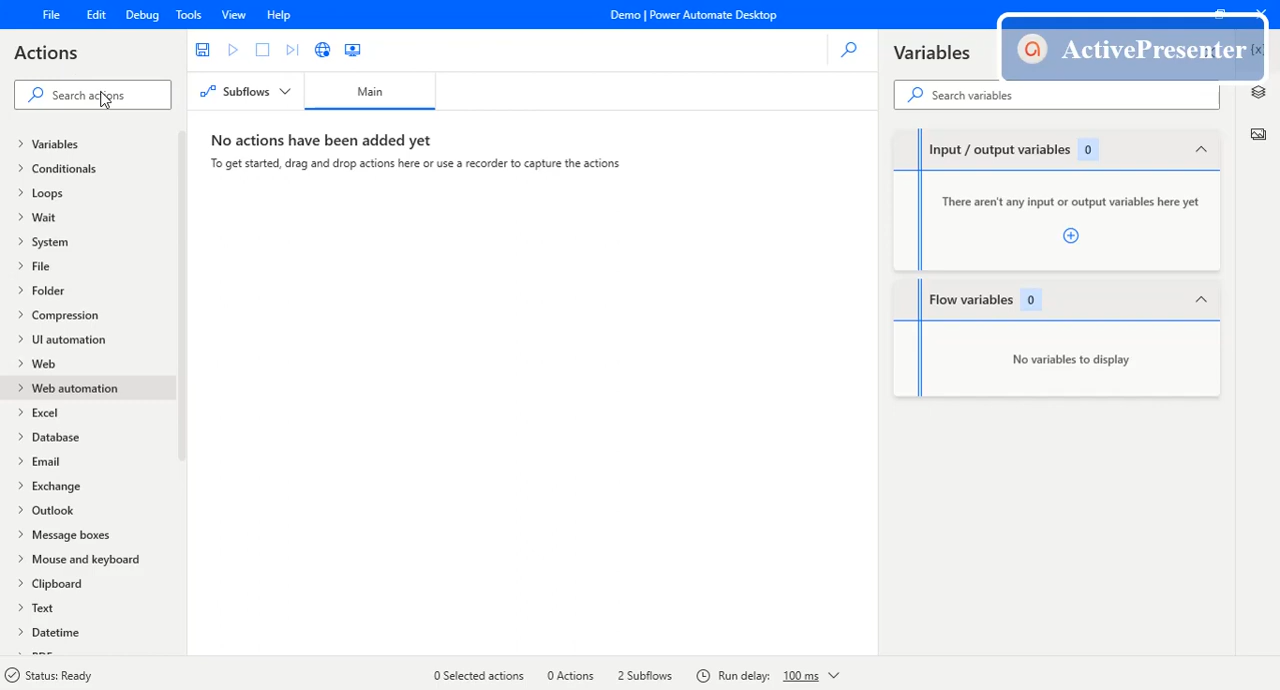 File Edit Debug Tools View Help
Demo | Power Automate Desktop
ActivePresenter
Actions
Search actions
Variables
Conditionals
Loops
Wait
System
File
Folder
Compression
UI automation
Web
Web automation
Excel
Database
Email
Exchange
Outlook
Message boxes
Mouse and keyboard
Clipboard
Text
Datetime
Subflows
Main
No actions have been added yet
To get started, drag and drop actions here or use a recorder to capture the actions
Variables
{x}
Search variables
Input / output variables 0
There aren't any input or output variables here yet
Flow variables 0
No variables to display
Status: Ready
0 Selected actions 0 Actions 2 Subflows Run delay: 100 ms